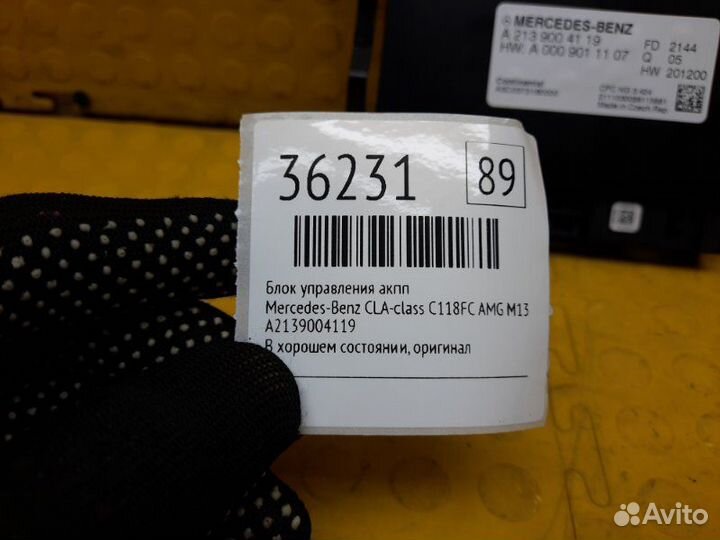 MERCEDES-BENZ
A 213 900 41 19
HW: A 000 901 11 07
FD 2144
Q 05
HW 201200
Continental
Made in Czech Rep.
36231
89
Блок управления акпп
Mercedes-Benz CLA-class C118FC AMG M13
A2139004119
В хорошем состоянии, оригинал
Avito